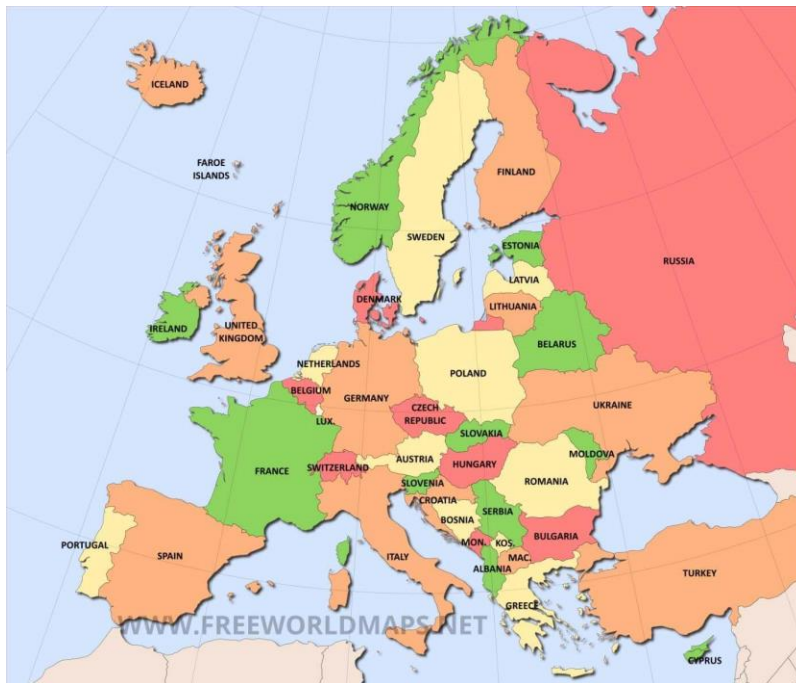 ICELAND
FAROE
ISLANDS
NORWAY
SWEDEN
FINLAND
RUSSIA
ESTONIA
LATVIA
LITHUANIA
DENMARK
IRELAND
UNITED
KINGDOM
BELARUS
NETHERLANDS
POLAND
BELGIUM
GERMANY
UKRAINE
CZECH
REPUBLIC
LUX.
SLOVAKIA
MOLDOVA
FRANCE
SWITZERLAND
AUSTRIA
HUNGARY
SLOVENIA
ROMANIA
CROATIA
BOSNIA
SERBIA
BULGARIA
PORTUGAL
SPAIN
ITALY
MON.
KOS.
MAC.
ALBANIA
TURKEY
GREECE
CYPRUS
WWW.FREEWORLDMAPS.NET